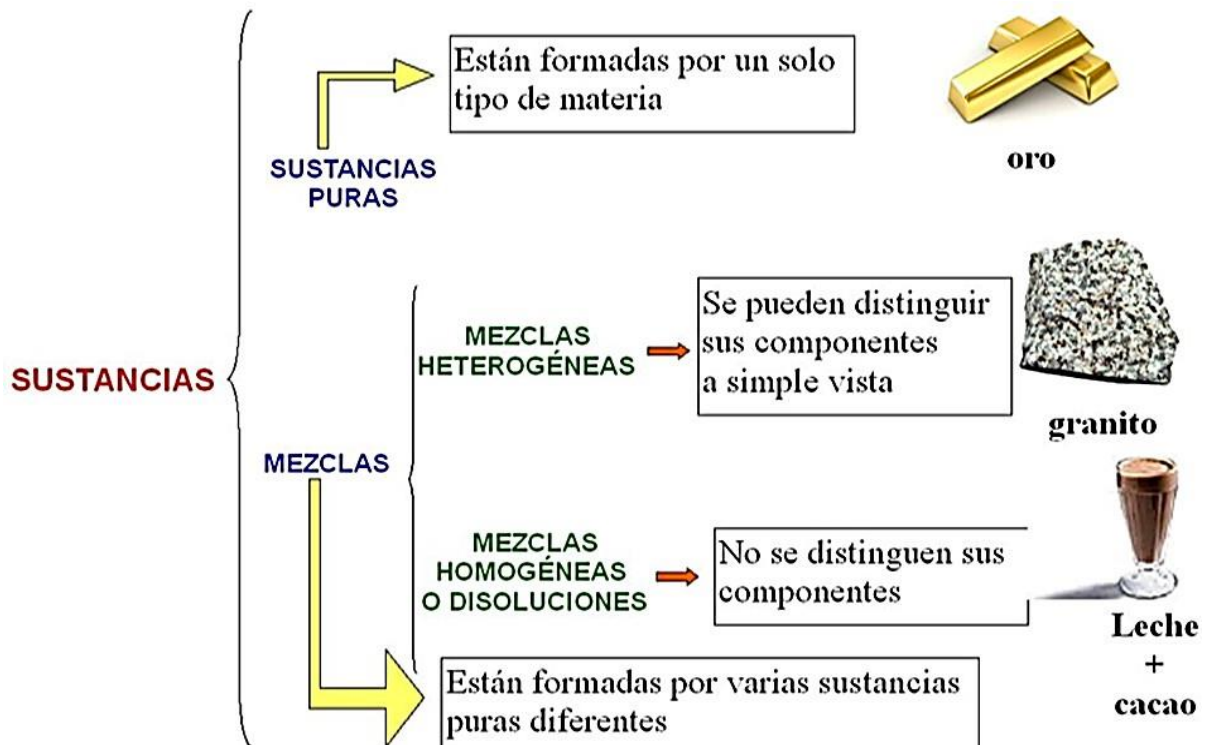 Están formadas por un solo
tipo de materia
oro
SUSTANCIAS
PURAS
Se pueden distinguir
sus componentes
a simple vista
MEZCLAS
HETEROGÉNEAS
granito
SUSTANCIAS
MEZCLAS
MEZCLAS
HOMOGÉNEAS
O DISOLUCIONES
No se distinguen sus
componentes
Leche
+
cacao
Están formadas por varias sustancias
puras diferentes